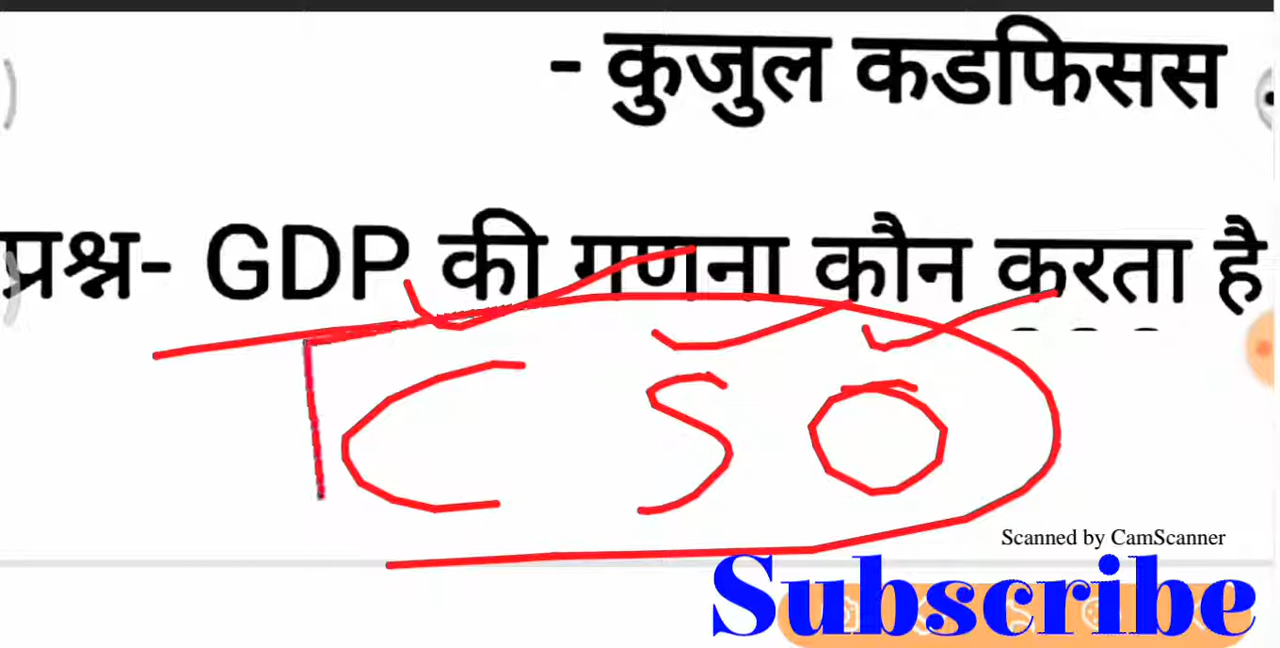 - कुजुल कडफिसस
प्रश्न- GDP की गणना कौन करता है
CSO
Scanned by CamScanner
Subscribe